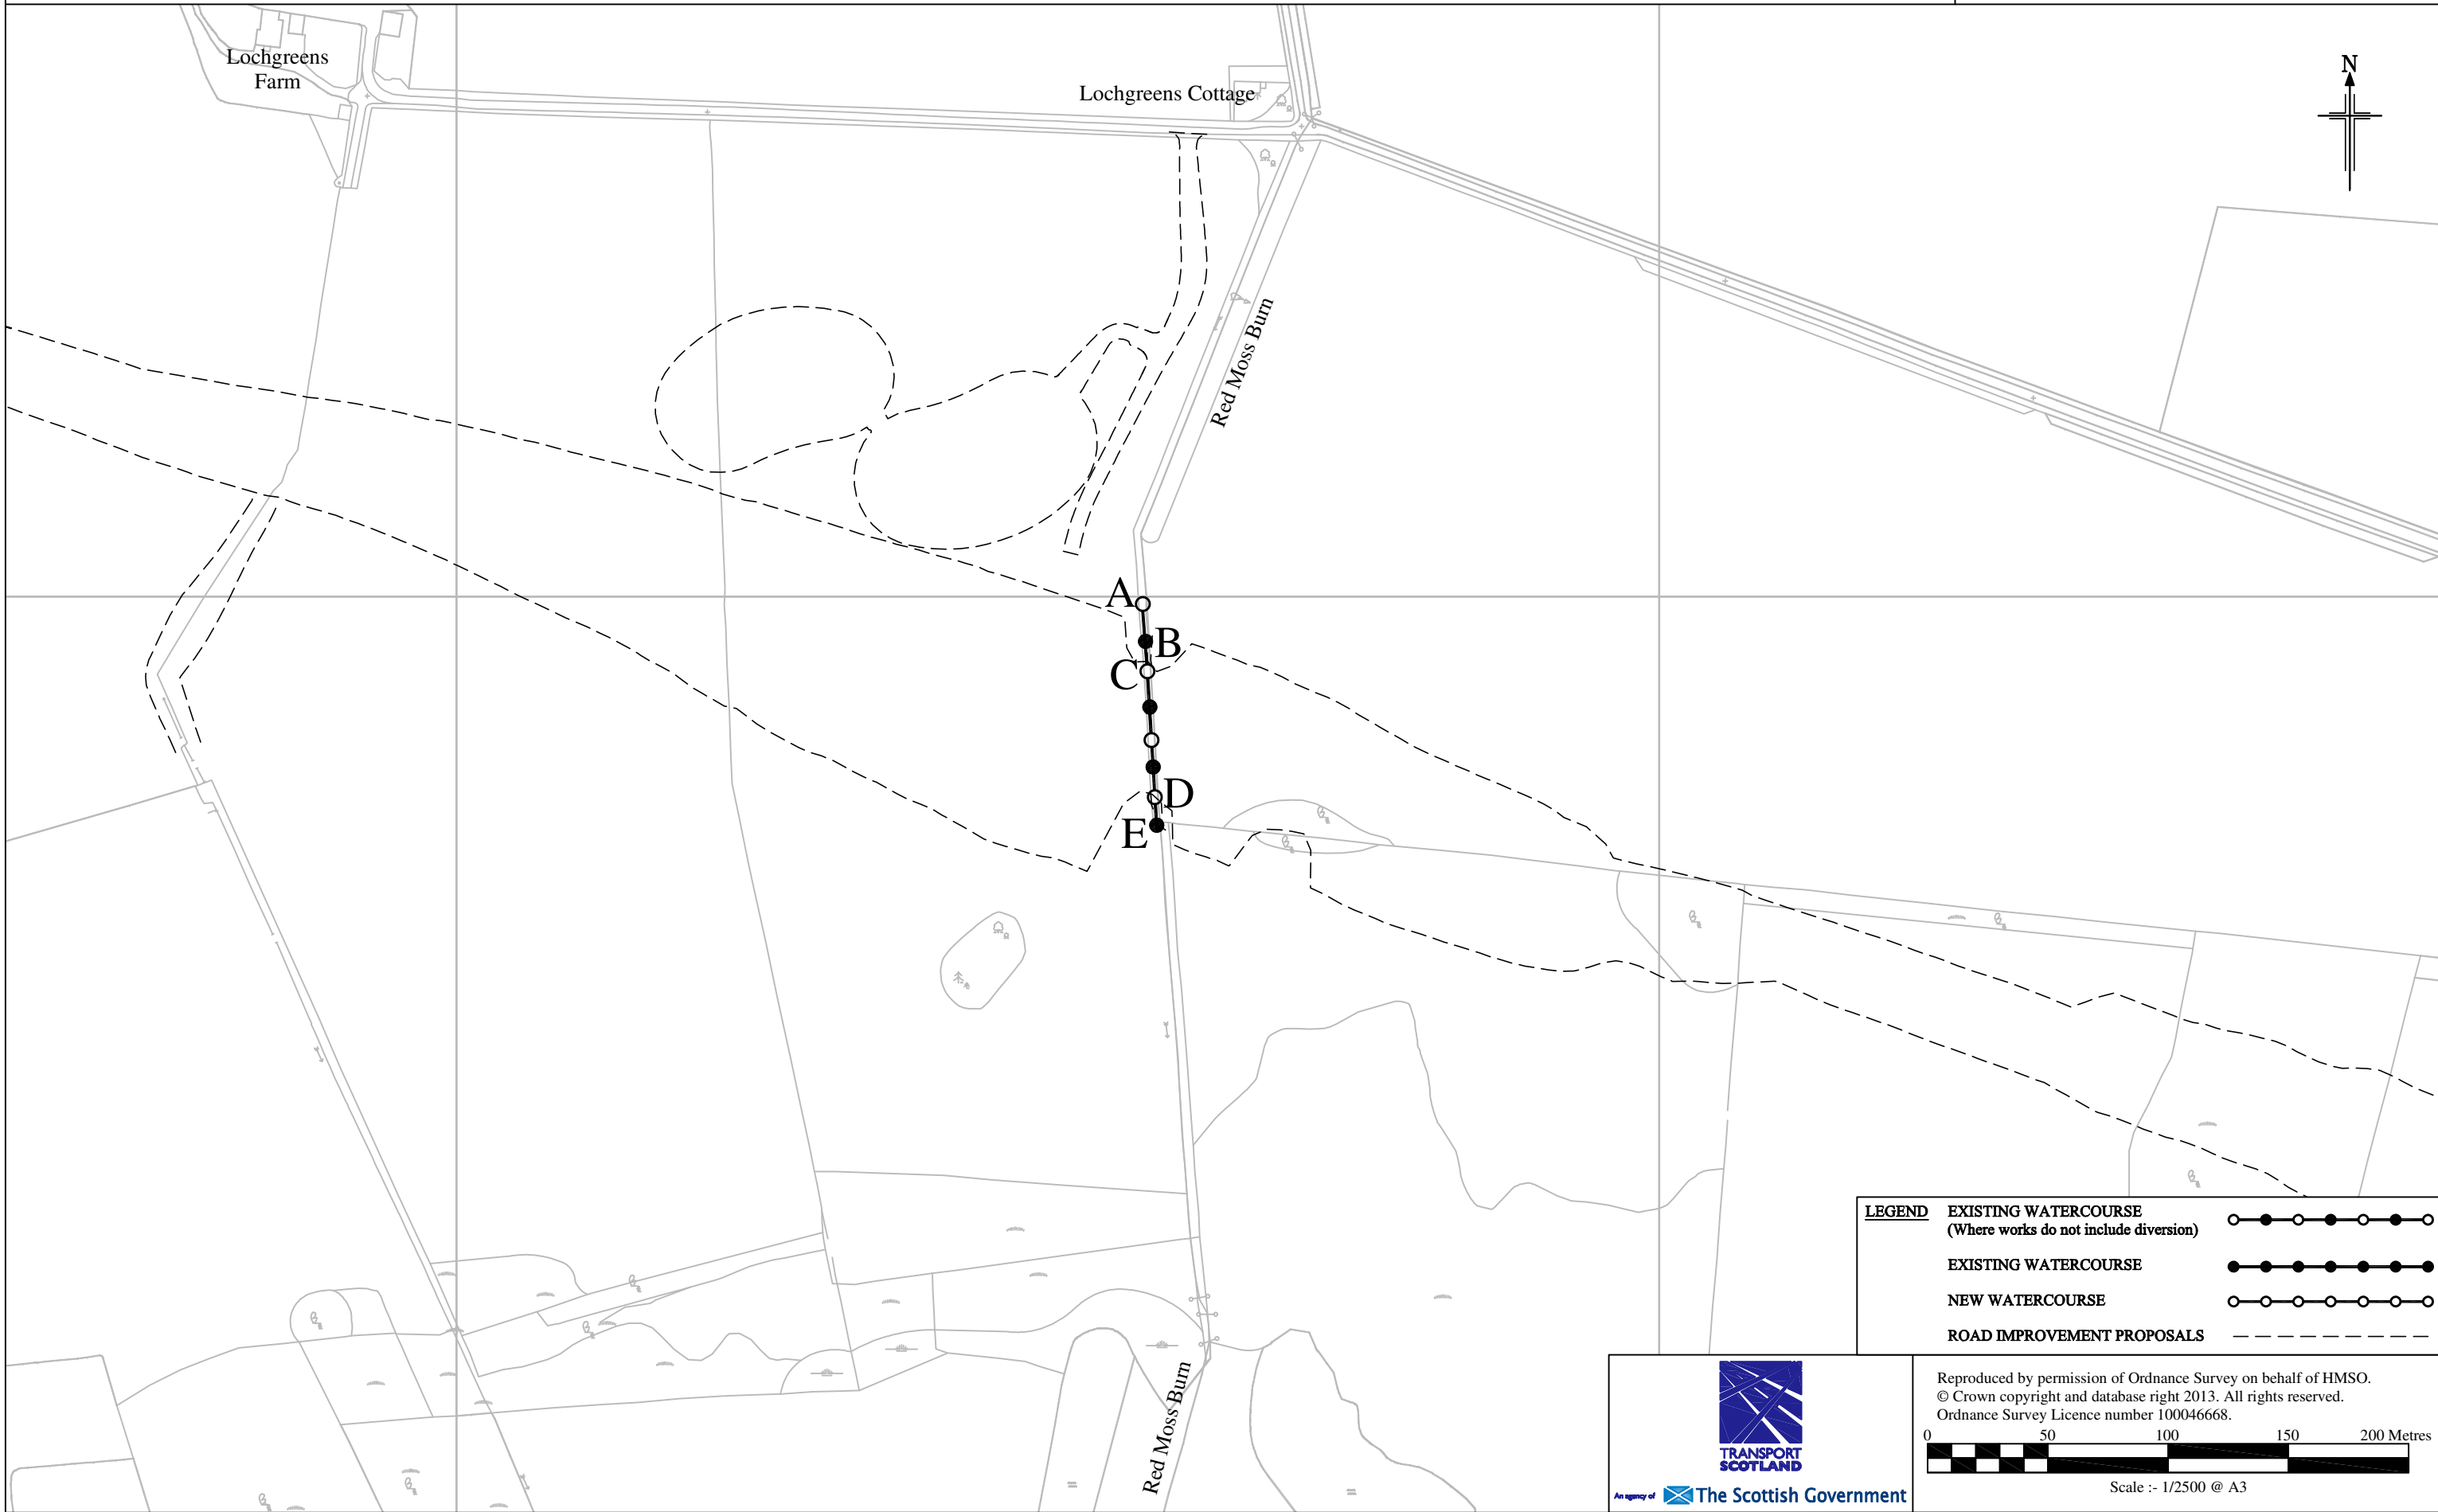 Lochgreens
Farm
Lochgreens Cottage
N
Red Moss Burn
A
B
C
D
E
Red Moss Burn
LEGEND
EXISTING WATERCOURSE
(Where works do not include diversion)
EXISTING WATERCOURSE
NEW WATERCOURSE
ROAD IMPROVEMENT PROPOSALS
TRANSPORT
SCOTLAND
An agency of The Scottish Government
Reproduced by permission of Ordnance Survey on behalf of HMSO.
© Crown copyright and database right 2013. All rights reserved.
Ordnance Survey Licence number 100046668.
0 50 100 150 200 Metres
Scale :- 1/2500 @ A3